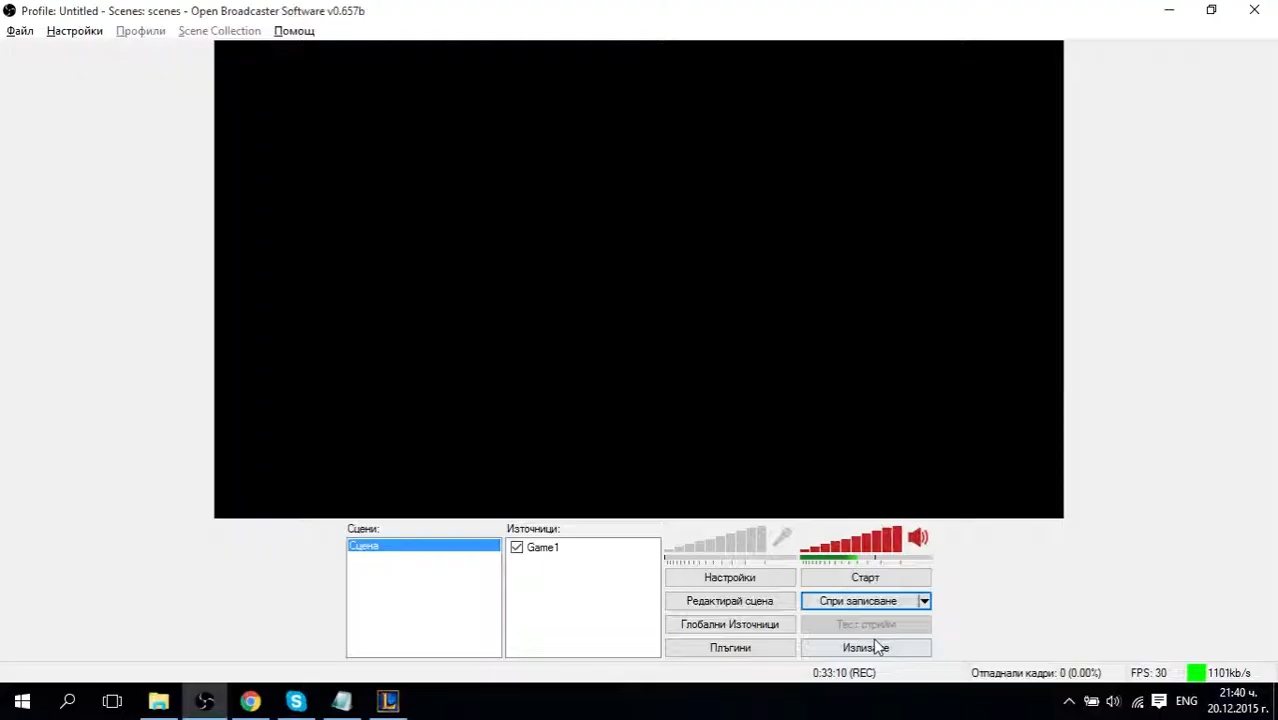 Profile: Untitled - Scenes: scenes - Open Broadcaster Software v0.657b
Файл Настройки Профили Scene Collection Помощ
Сцени: Източници:
Сцена Game1
Настройки Старт
Редактирай сцена Спри записване
Глобални Източници Тест стрийм
Плъгини Излизане
0:33:10 (REC) Отпаднали кадри: 0 (0.00%) FPS: 30 1101kb/s
ENG 21:40 ч.
20.12.2015 г.